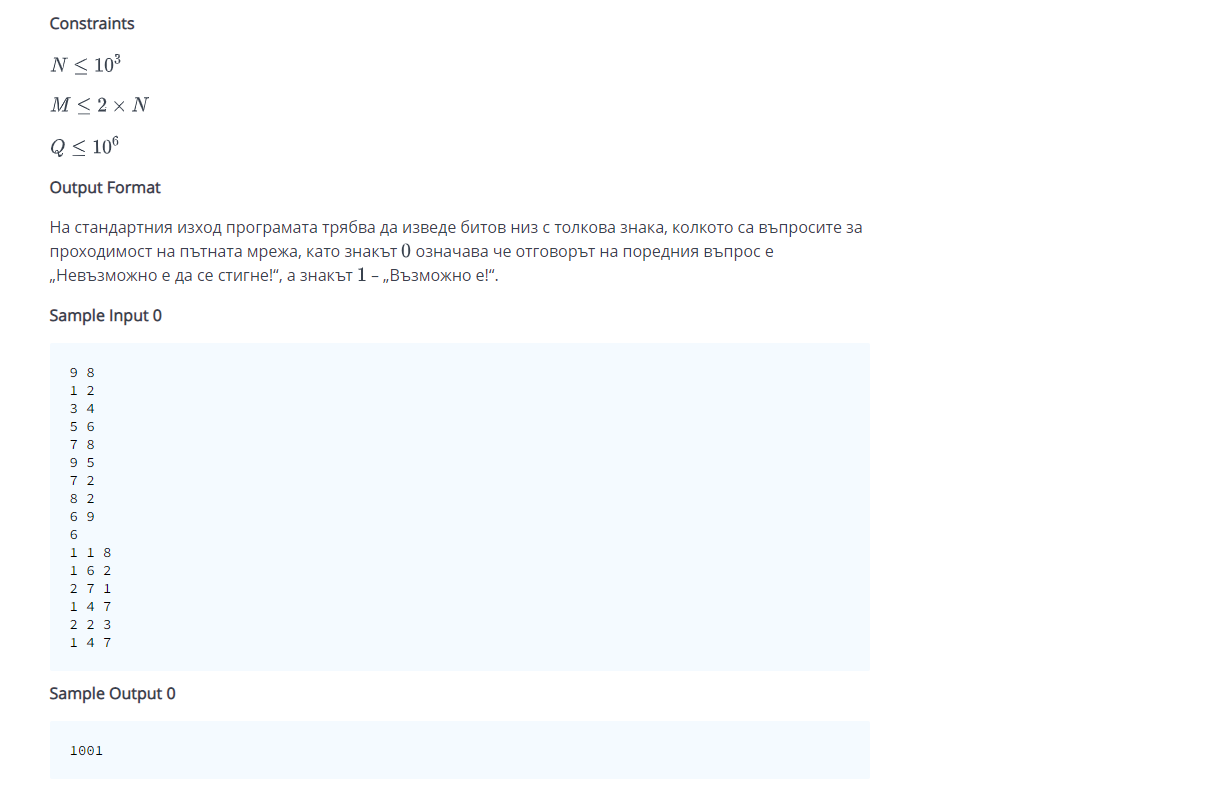 Constraints
N ≤ 10³
M ≤ 2 × N
Q ≤ 10⁶
Output Format
На стандартния изход програмата трябва да изведе битов низ с толкова знака, колкото са въпросите за
проходимост на пътната мрежа, като знакът 0 означава че отговорът на поредния въпрос е
„Невъзможно е да се стигне!“, а знакът 1 – „Възможно е!“.
Sample Input 0
9 8
1 2
3 4
5 6
7 8
9 5
7 2
8 2
6 9
6
1 1 8
1 6 2
2 7 1
1 4 7
2 2 3
1 4 7
Sample Output 0
1001